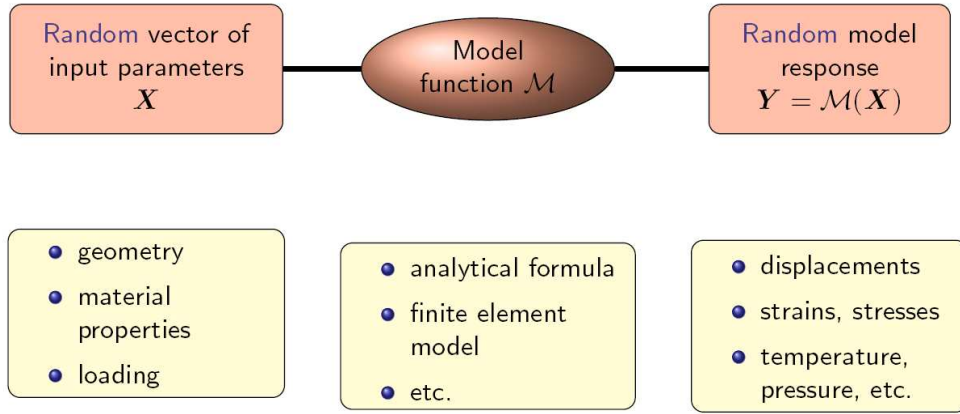 Random vector of
input parameters
X
Model
function M
Random model
response
Y = M(X)
geometry
material
properties
loading
analytical formula
finite element
model
etc.
displacements
strains, stresses
temperature,
pressure, etc.